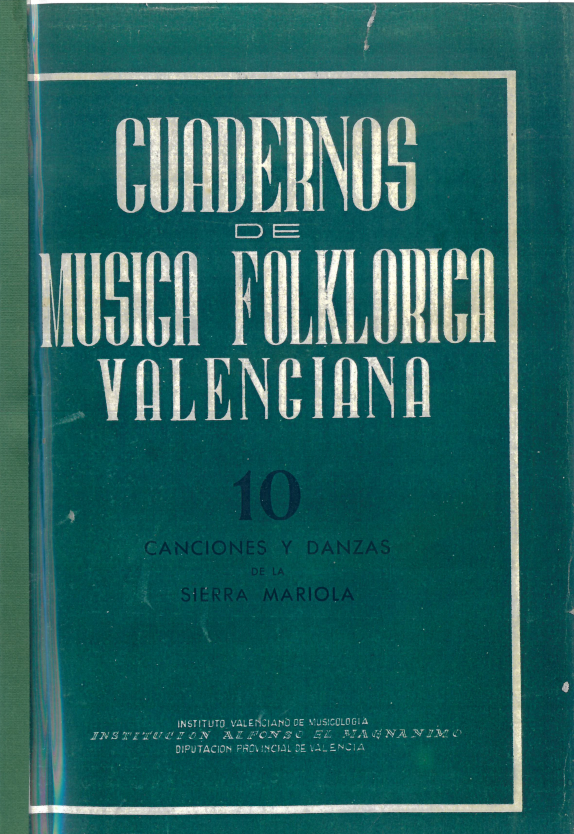 CUADERNOS
DE
MUSICA FOLKLORICA
VALENCIANA
10
CANCIONES Y DANZAS
DE LA
SIERRA MARIOLA
INSTITUTO VALENCIANO DE MUSICOLOGIA
INSTITUCION ALFONSO EL MAGNANIMO
DIPUTACION PROVINCIAL DE VALENCIA